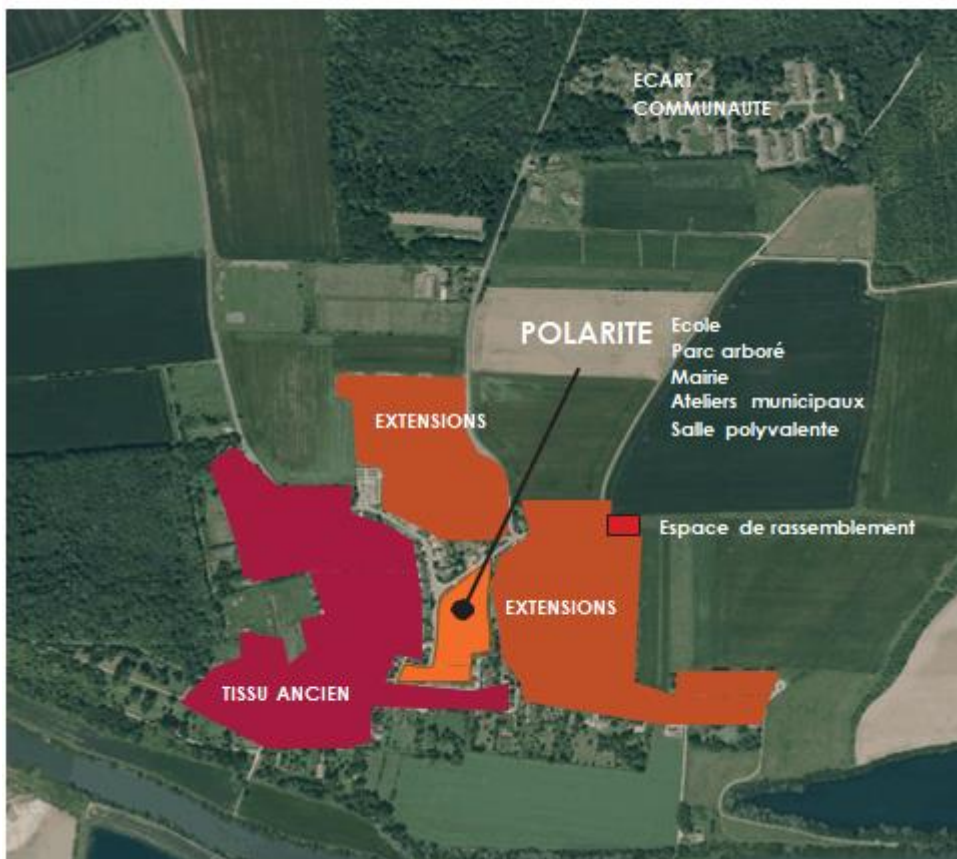 ECART
COMMUNAUTE
POLARITE
Ecole
Parc arboré
Mairie
Ateliers municipaux
Salle polyvalente
EXTENSIONS
Espace de rassemblement
EXTENSIONS
TISSU ANCIEN